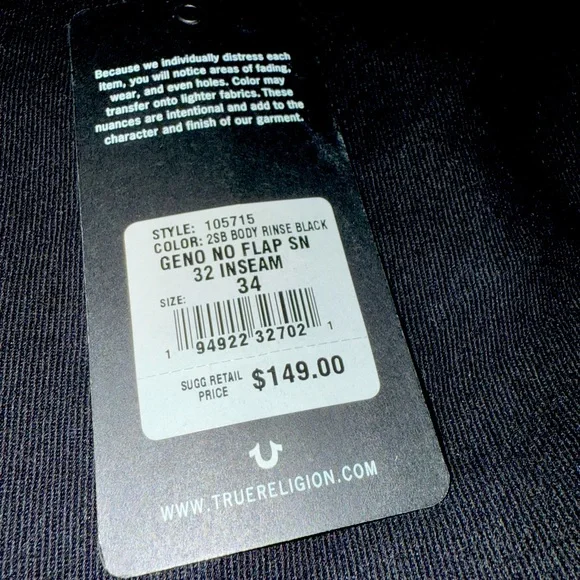 Because we individually distress each
item, you will notice areas of fading,
wear, and even holes. Color may
transfer onto lighter fabrics. These
nuances are intentional and add to the
character and finish of our garment.
STYLE: 105715
COLOR: 2SB BODY RINSE BLACK
GENO NO FLAP SN
32 INSEAM
SIZE: 34
1 94922 32702 1
SUGG RETAIL
PRICE $149.00
WWW.TRUERELIGION.COM